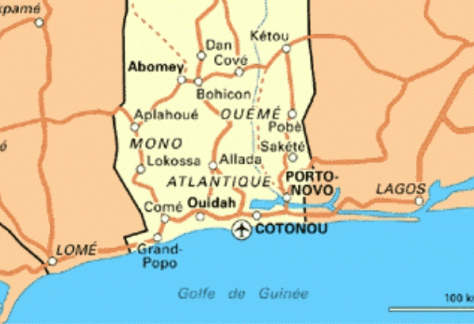 kpamé
Dan
Cové
Kétou
Abomey
Bohicon
OUÉMÉ
Aplahoué
Pobè
é
MONO
Sakété
Lokossa
Allada
ATLANTIQUE
PORTO-
NOVO
LAGOS
Comé
Ouidah
COTONOU
LOMÉ
Grand-
Popo
Golfe de Guinée
100 k